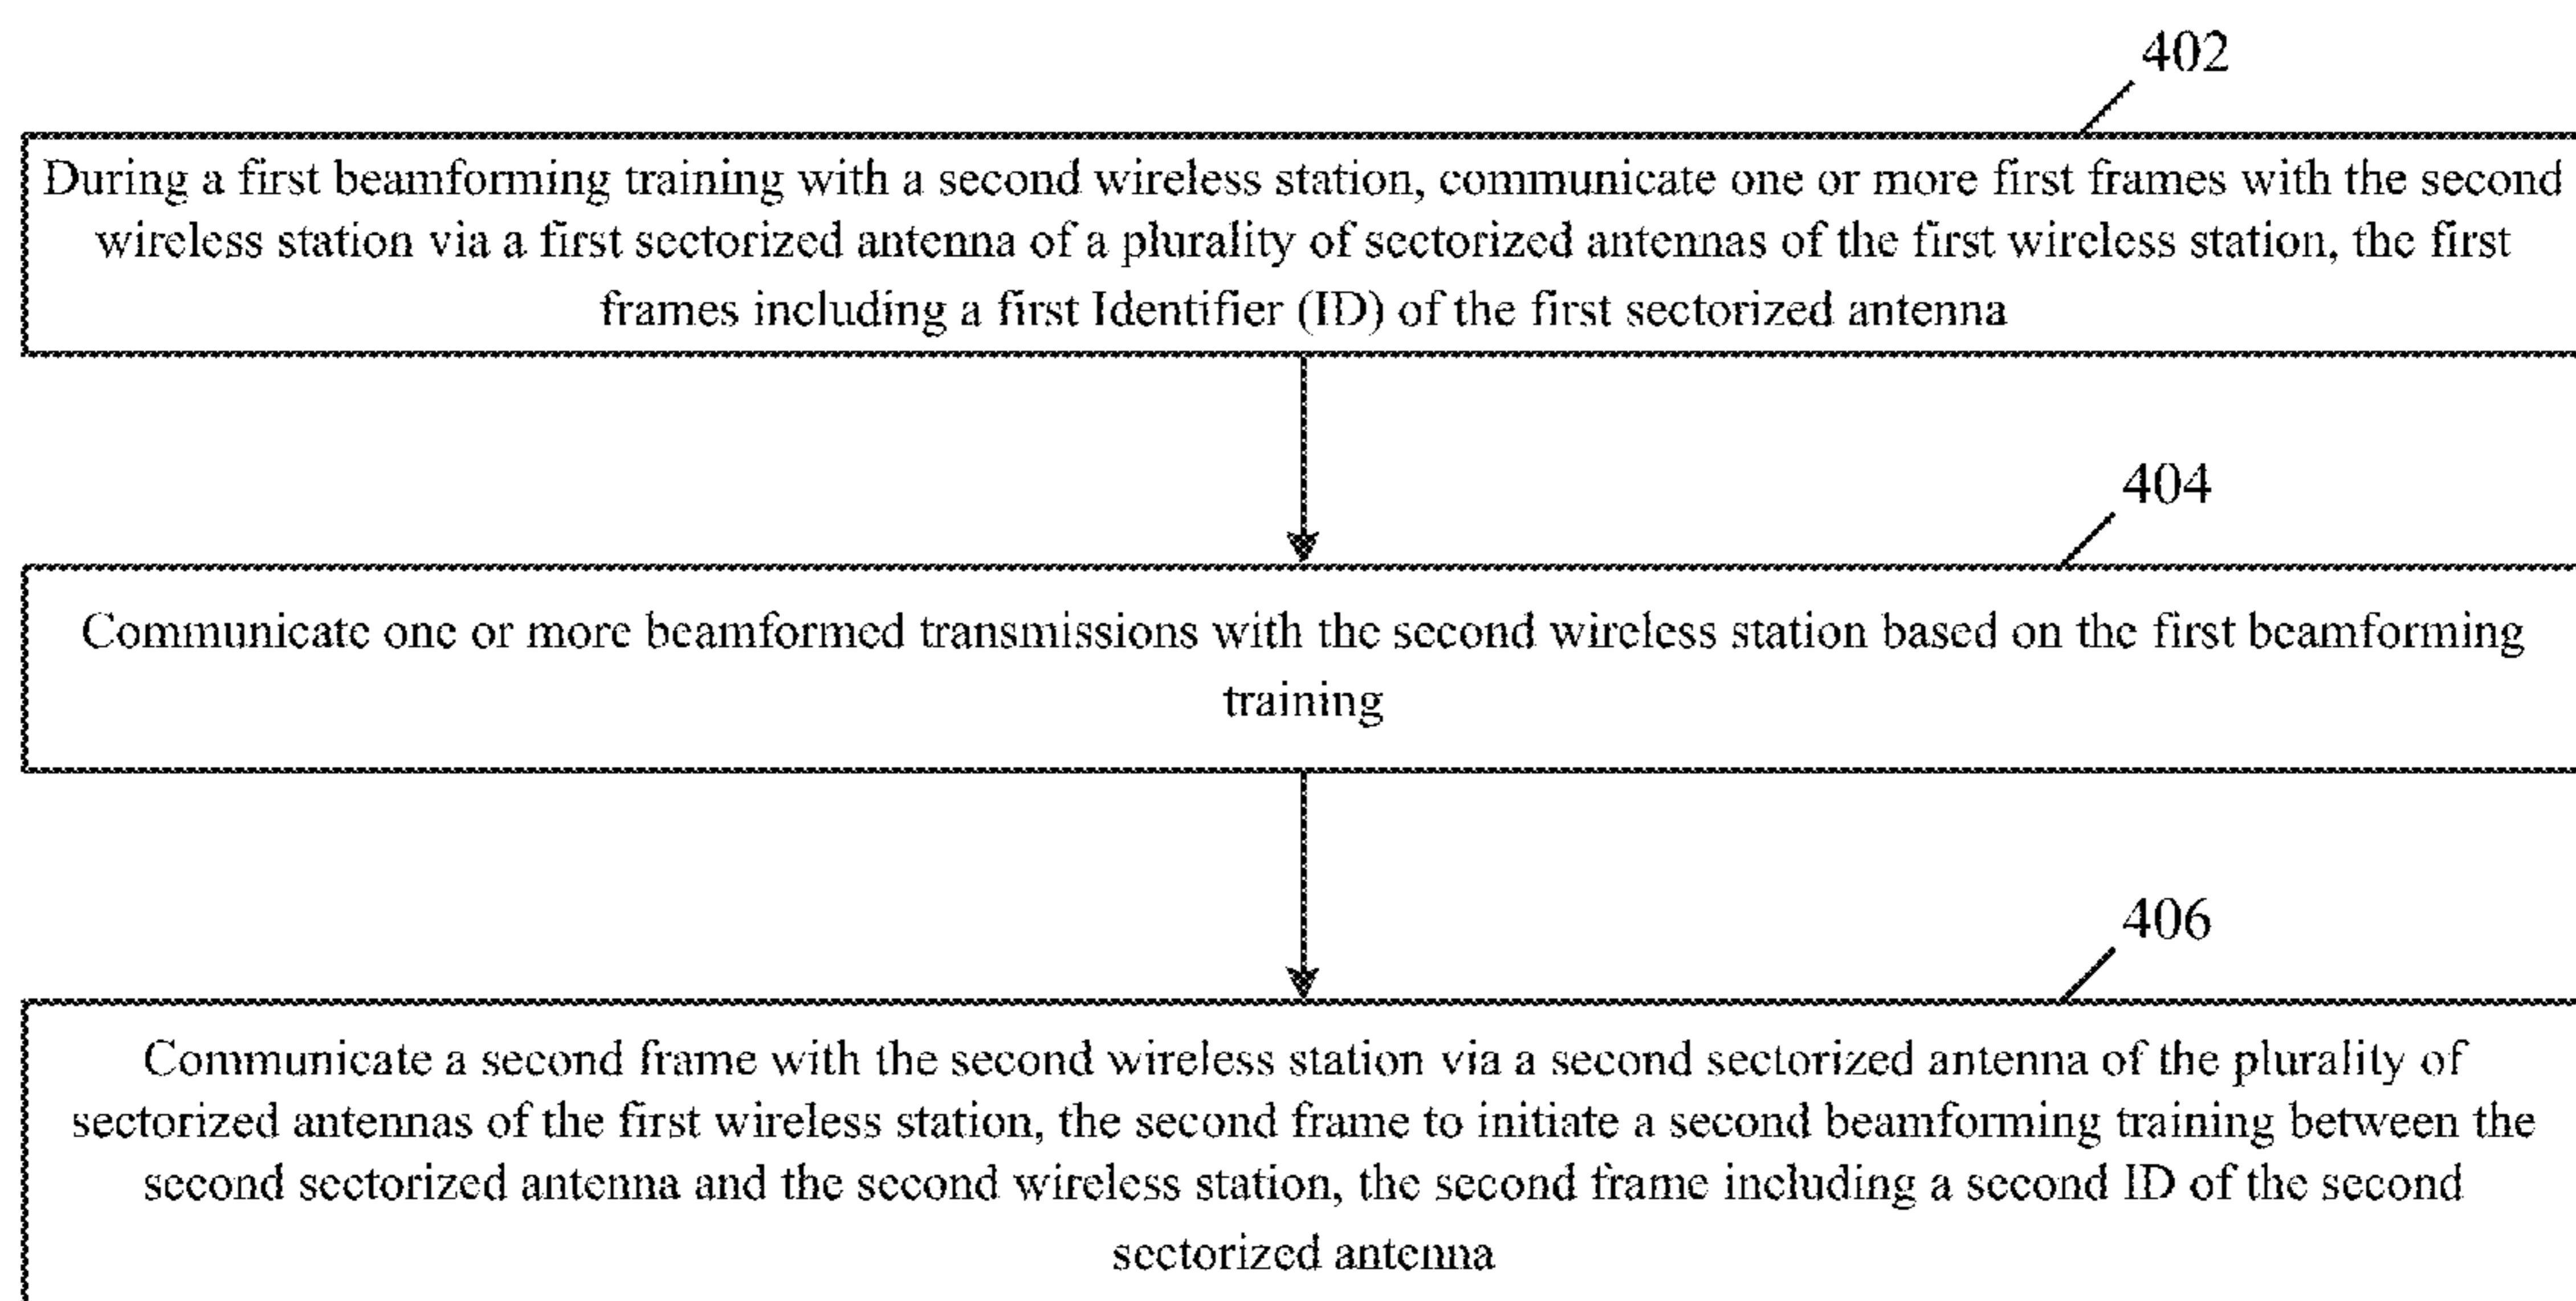 402
During a first beamforming training with a second wireless station, communicate one or more first frames with the second
wireless station via a first sectorized antenna of a plurality of sectorized antennas of the first wireless station, the first
frames including a first Identifier (ID) of the first sectorized antenna
404
Communicate one or more beamformed transmissions with the second wireless station based on the first beamforming
training
406
Communicate a second frame with the second wireless station via a second sectorized antenna of the plurality of
sectorized antennas of the first wireless station, the second frame to initiate a second beamforming training between the
second sectorized antenna and the second wireless station, the second frame including a second ID of the second
sectorized antenna